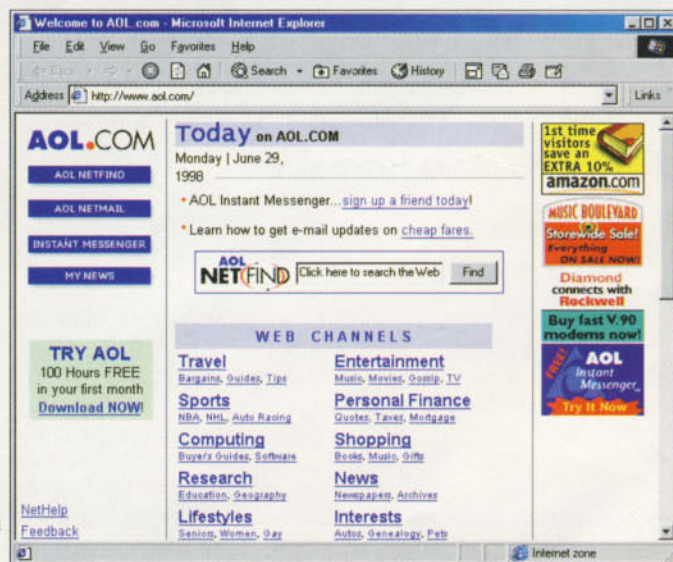 Welcome to AOL.com - Microsoft Internet Explorer
File Edit View Go Favorites Help
Back Search Favorites History
Address http://www.aol.com/ Links
AOL.COM
AOL NETFIND
AOL NETMAIL
INSTANT MESSENGER
MY NEWS
TRY AOL
100 Hours FREE
in your first month
Download NOW!
NetHelp
Feedback
Today on AOL.COM
Monday | June 29,
1998
• AOL Instant Messenger...sign up a friend today!
• Learn how to get e-mail updates on cheap fares.
AOL
NETFIND Click here to search the Web Find
WEB CHANNELS
Travel
Bargains, Guides, Tips
Sports
NBA, NHL, Auto Racing
Computing
Buyer's Guides, Software
Research
Education, Geography
Lifestyles
Seniors, Women, Gay
Entertainment
Music, Movies, Gossip, TV
Personal Finance
Quotes, Taxes, Mortgage
Shopping
Books, Music, Gifts
News
Newspapers, Archives
Interests
Autos, Genealogy, Pets
1st time
visitors
save an
EXTRA 10%
amazon.com
MUSIC BOULEVARD
Storewide Sale!
Everything
ON SALE NOW!
Diamond
connects with
Rockwell
Buy fast V.90
modems now!
FREE!
AOL
Instant
Messenger
Try It Now
Internet zone